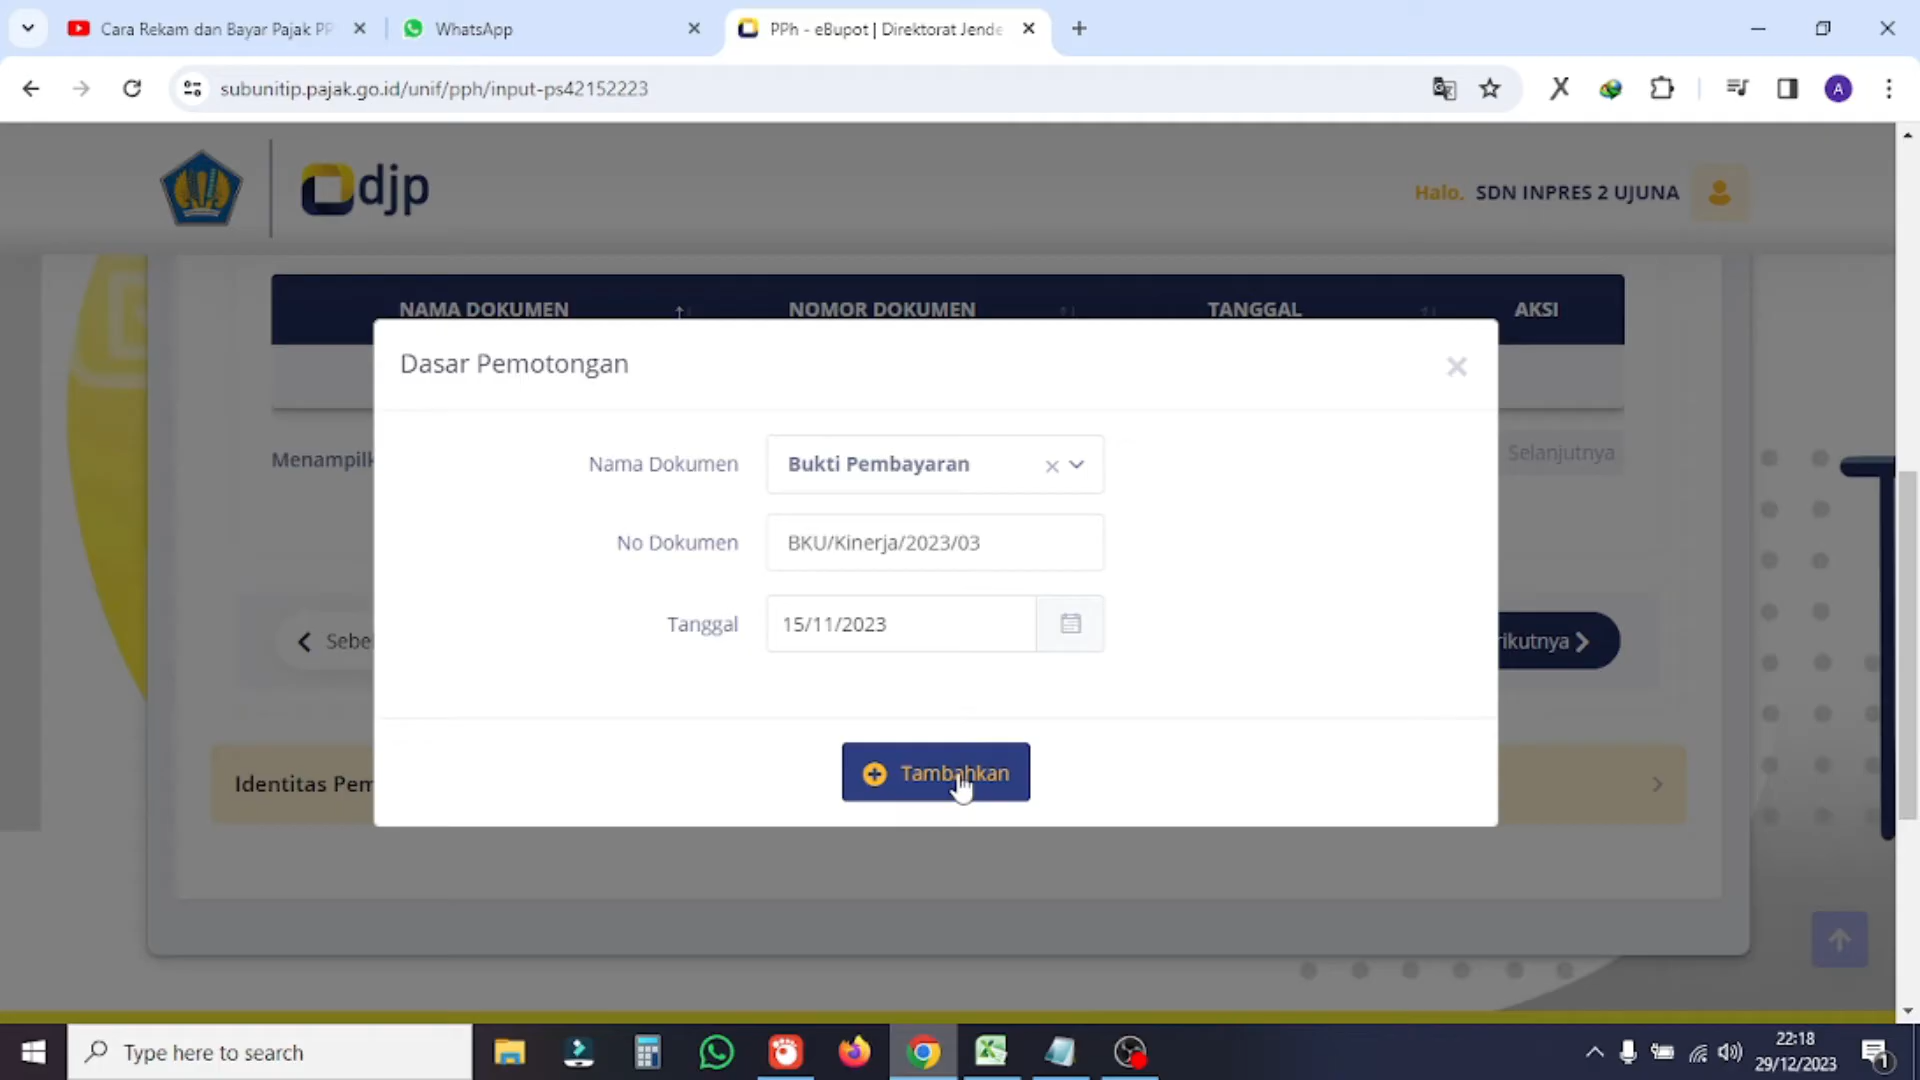 Cara Rekam dan Bayar Pajak PP
WhatsApp
PPh - eBupot | Direktorat Jende
subunitip.pajak.go.id/unif/pph/input-ps42152223
A
djp
Halo, SDN INPRES 2 UJUNA
NAMA DOKUMEN
NOMOR DOKUMEN
TANGGAL
AKSI
Dasar Pemotongan
Nama Dokumen
Bukti Pembayaran
Menampilk
Selanjutnya
No Dokumen
BKU/Kinerja/2023/03
Tanggal
15/11/2023
Sebe
rikutnya
Tambahkan
Identitas Pem
Type here to search
22:18
29/12/2023
1